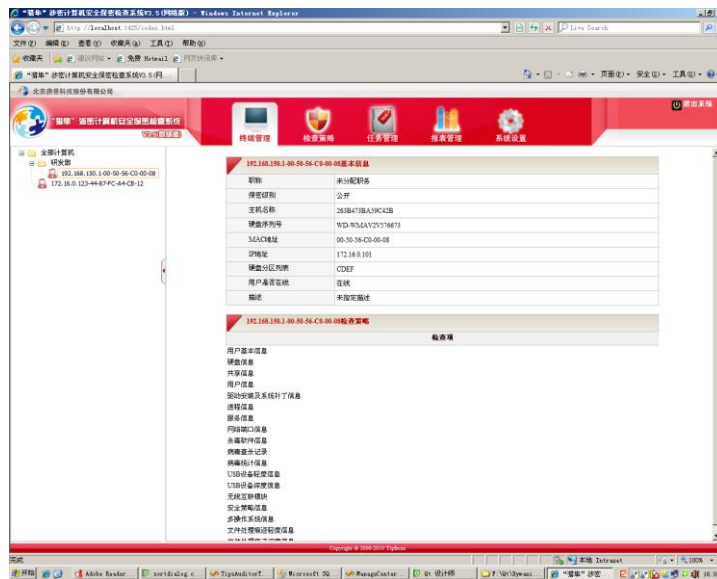 "猎隼" 涉密计算机安全保密检查系统V3.5(网络版) - Windows Internet Explorer
http://localhost:1425/index.html
Live Search
文件(F) 编辑(E) 查看(V) 收藏夹(A) 工具(T) 帮助(H)
收藏夹 建议网站 免费 Hotmail 网页快讯库
"猎隼" 涉密计算机安全保密检查系统V3.5(网...
页面(P) 安全(S) 工具(O)
北京鼎普科技股份有限公司
"猎隼" 涉密计算机安全保密检查系统
终端管理 检查策略 任务管理 报表管理 系统设置
退出系统
全部计算机
研发部
192.168.150.1-00-50-56-C0-00-08
172.16.0.123-44-87-FC-A4-CB-12
192.168.150.1-00-50-56-C0-00-08基本信息
职称 未分配职务
保密级别 公开
主机名称 263B473BA59C42B
硬盘序列号 WD-WMAV2V576673
MAC地址 00-50-56-C0-00-08
IP地址 172.16.0.101
硬盘分区列表 CDEF
用户是否在线 在线
描述 未指定描述
192.168.150.1-00-50-56-C0-00-08检查策略
检查项
用户基本信息
硬盘信息
共享信息
用户信息
驱动安装及系统补丁信息
进程信息
服务信息
网络端口信息
杀毒软件信息
病毒查杀记录
病毒统计信息
USB设备轻度信息
USB设备深度信息
无线互联模块
安全策略信息
多操作系统信息
文件处理痕迹轻度信息
Copyright © 2009-2010 Tipfocus
完成
本地 Intranet
100%
开始
Adobe Reader...
sortdialog.c...
TipsAuditorT...
Microsoft SQ...
ManageCenter...
Qt 设计师
F:\Qt\Dymani...
"猎隼" 涉密...